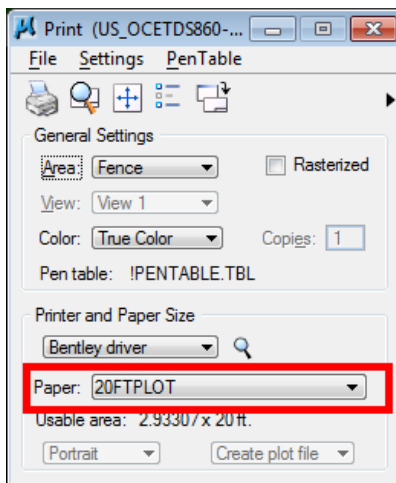 Print (US_OCETDS860-...
File Settings PenTable
General Settings
Area: Fence Rasterized
View: View 1
Color: True Color Copies: 1
Pen table: !PENTABLE.TBL
Printer and Paper Size
Bentley driver
Paper: 20FTPLOT
Usable area: 2.93307 x 20 ft.
Portrait Create plot file